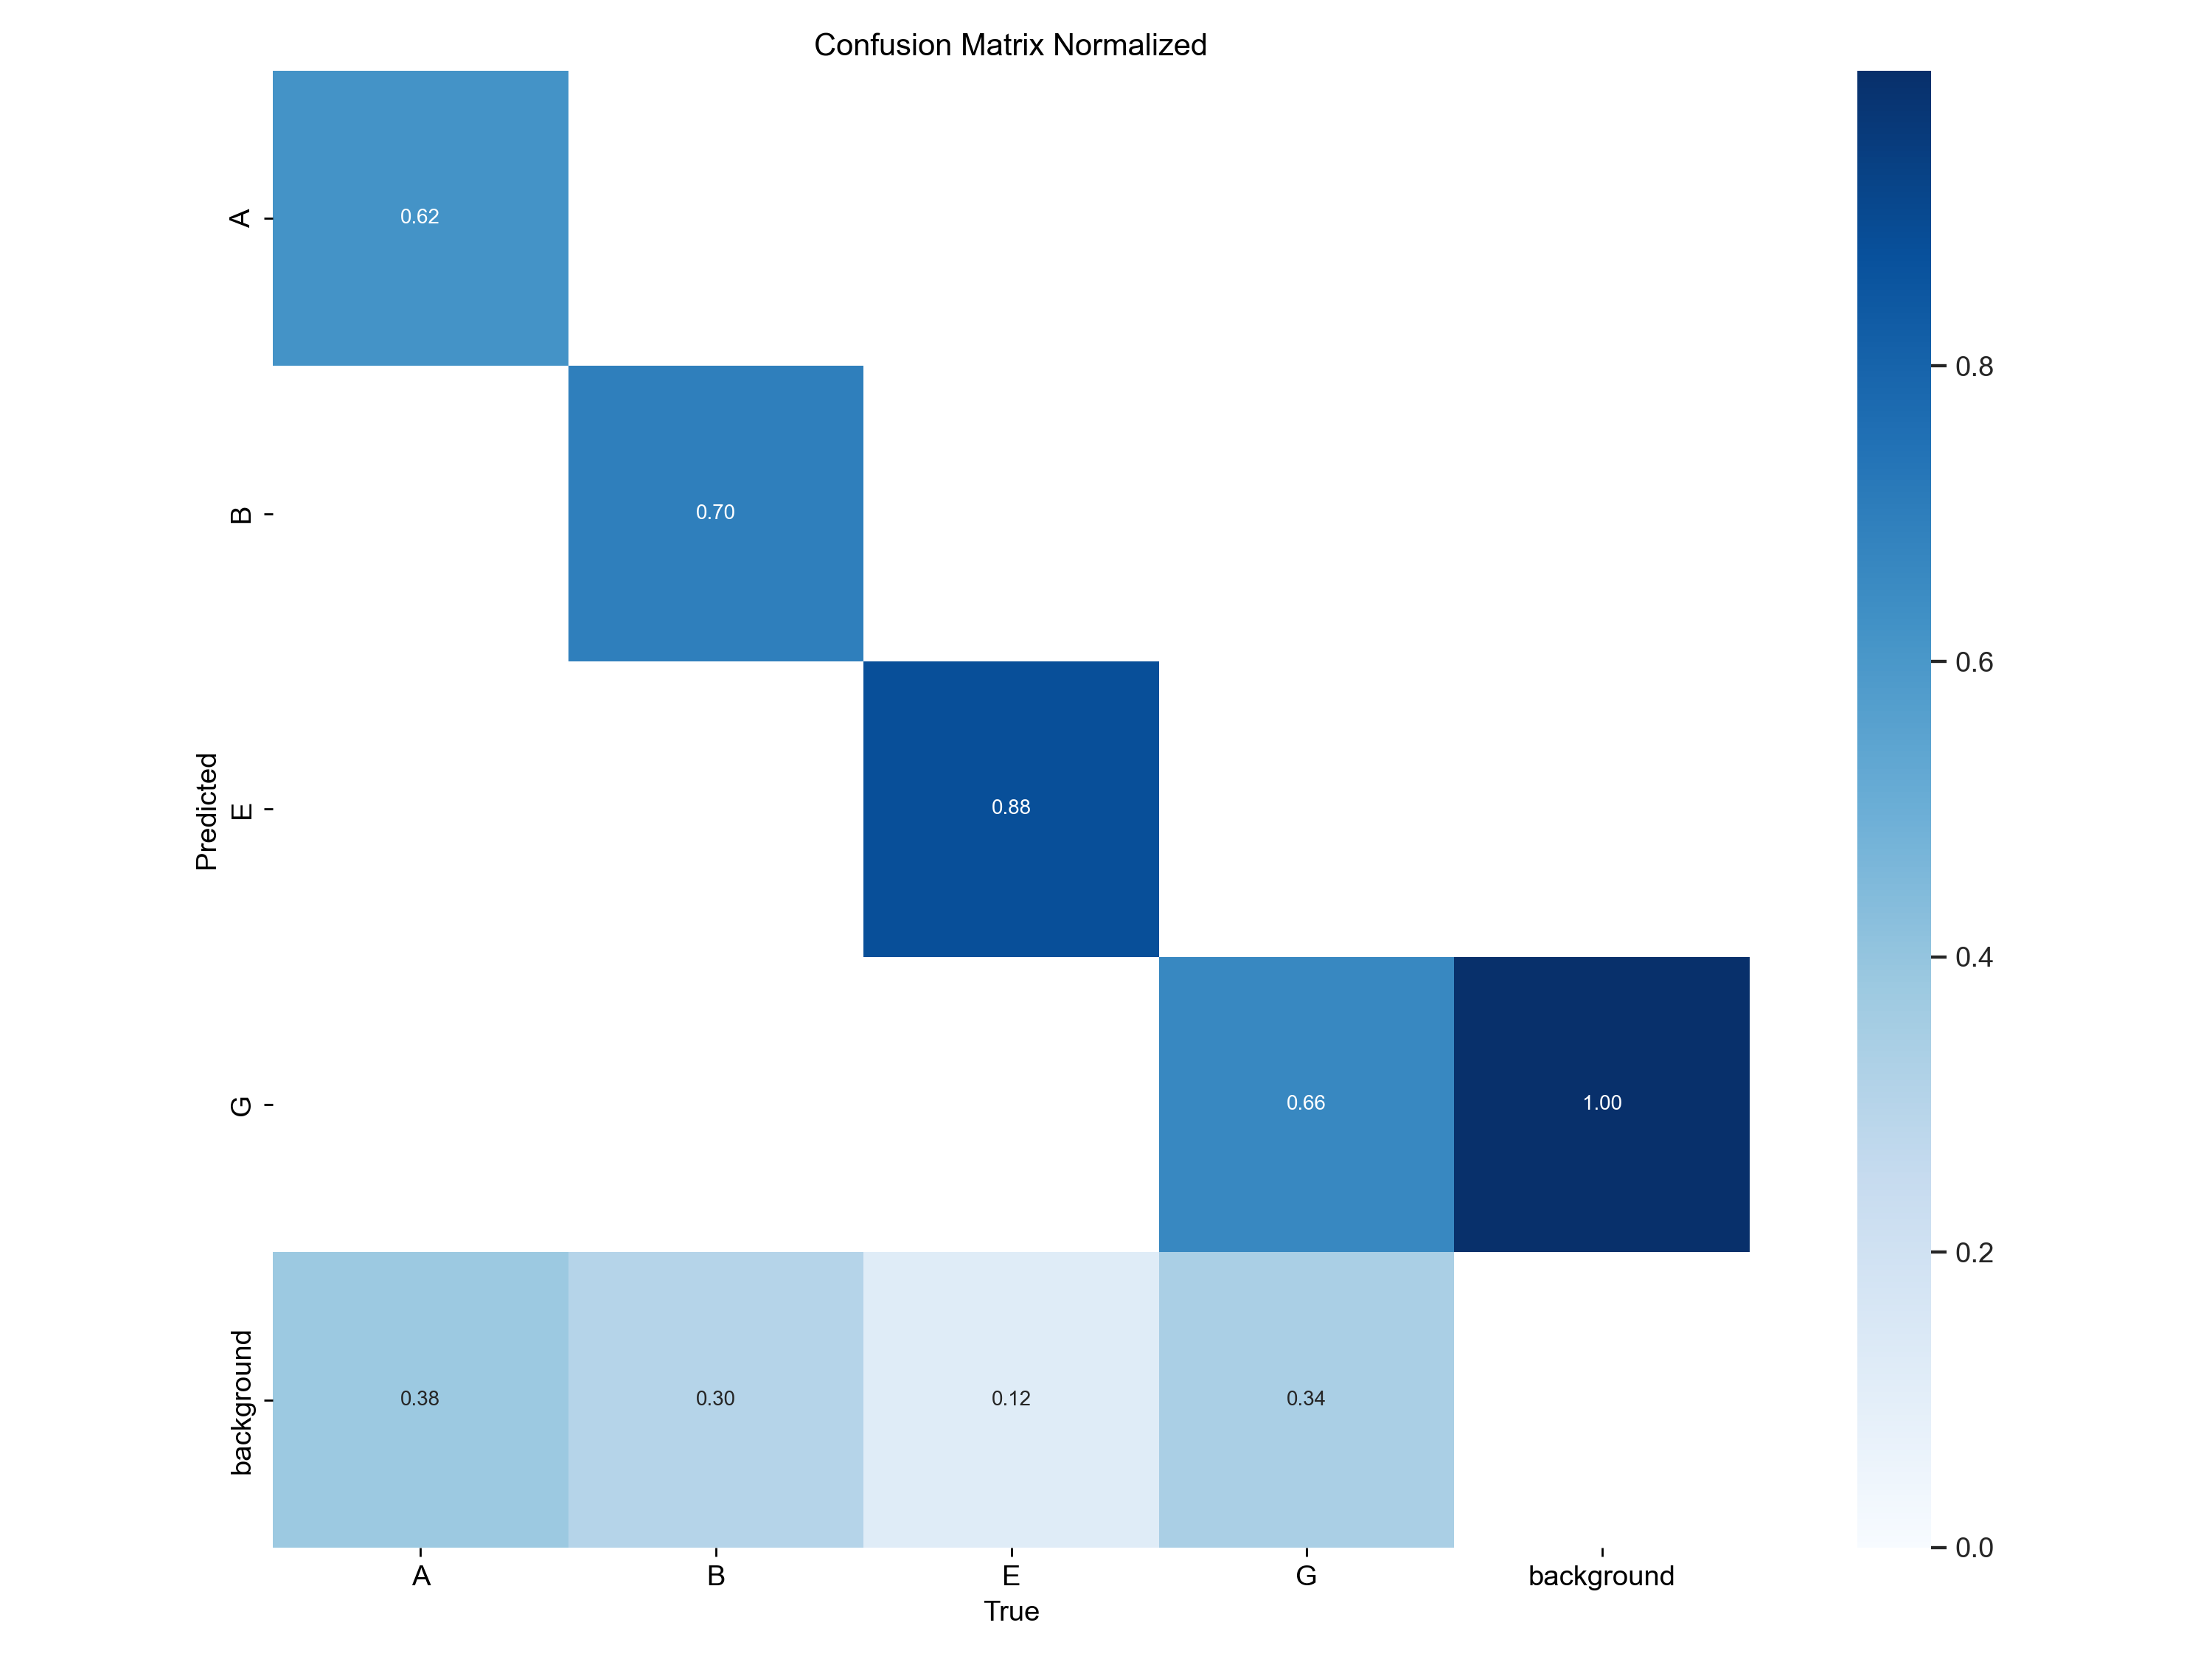 Confusion Matrix Normalized
A
0.62
B
0.70
0.8
E
0.88
0.6
Predicted
G
0.66 1.00
0.4
background
0.38 0.30 0.12 0.34
0.2
0.0
A B E G background
True